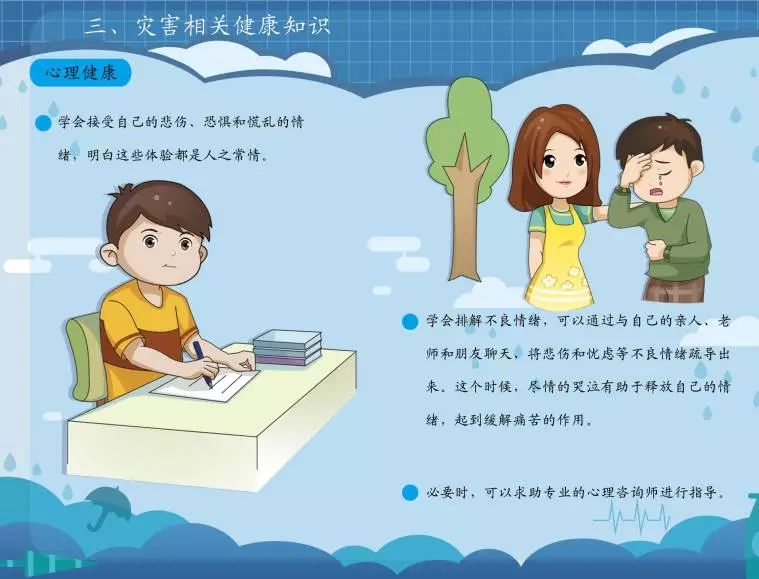 三、灾害相关健康知识
心理健康
学会接受自己的悲伤、恐惧和慌乱的情
绪，明白这些体验都是人之常情。
学会排解不良情绪，可以通过与自己的亲人、老
师和朋友聊天、将悲伤和忧虑等不良情绪疏导出
来。这个时候，尽情的哭泣有助于释放自己的情
绪，起到缓解痛苦的作用。
必要时，可以求助专业的心理咨询师进行指导。